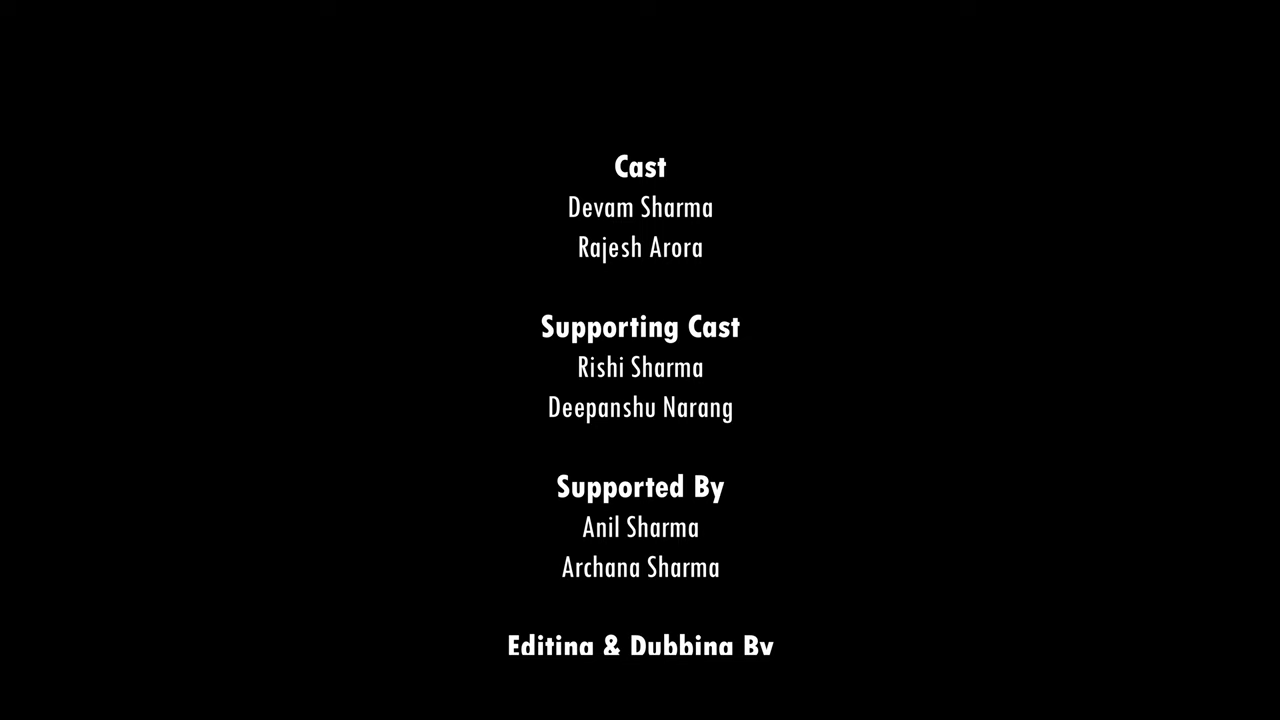 Cast
Devam Sharma
Rajesh Arora
Supporting Cast
Rishi Sharma
Deepanshu Narang
Supported By
Anil Sharma
Archana Sharma
Editing & Dubbing By